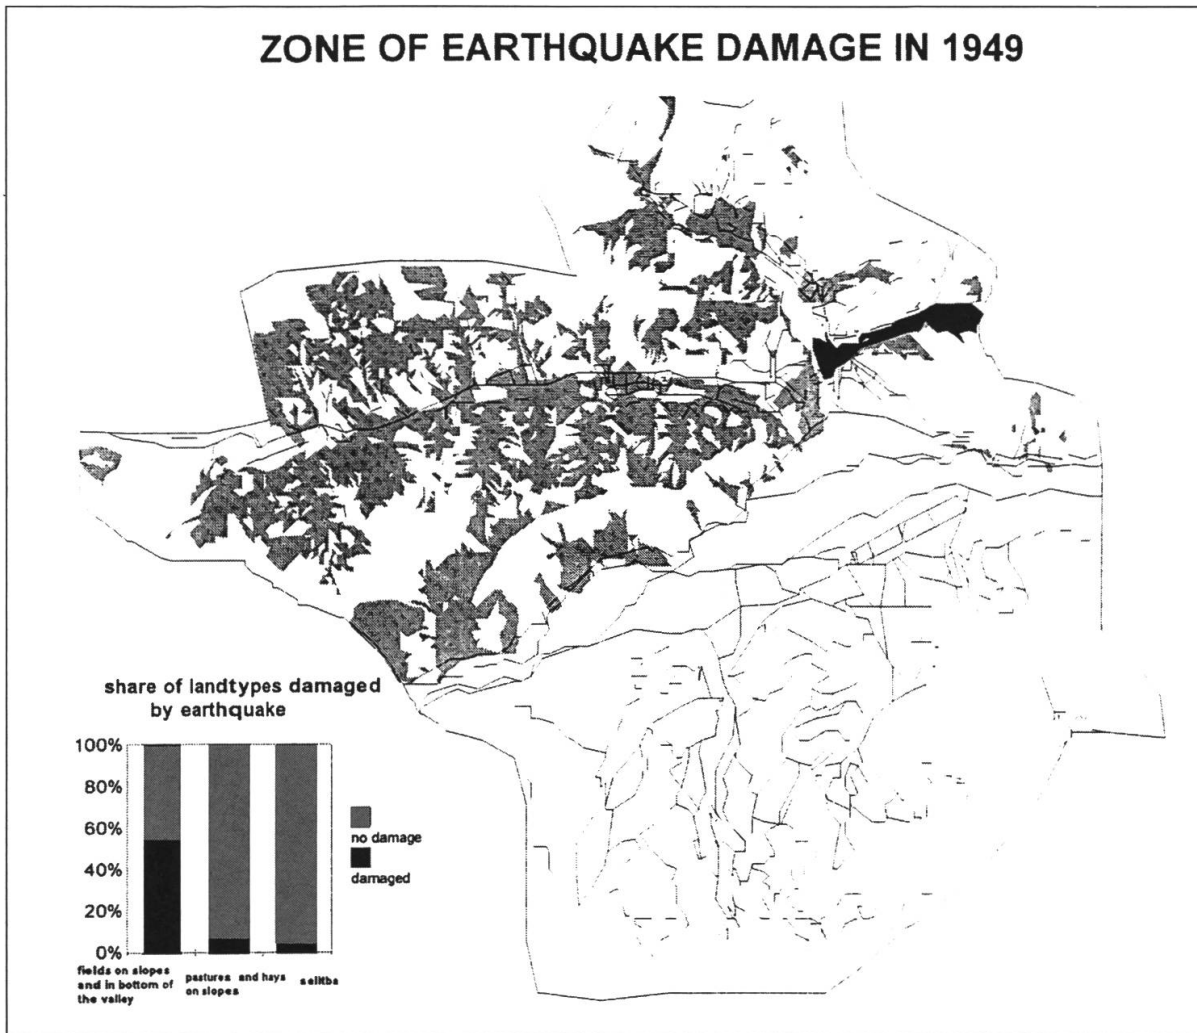 ZONE OF EARTHQUAKE DAMAGE IN 1949
share of landtypes damaged
by earthquake
100%
80%
60%
40%
20%
0%
no damage
damaged
fields on slopes
and in bottom of
the valley
pastures and hays
on slopes
selitba